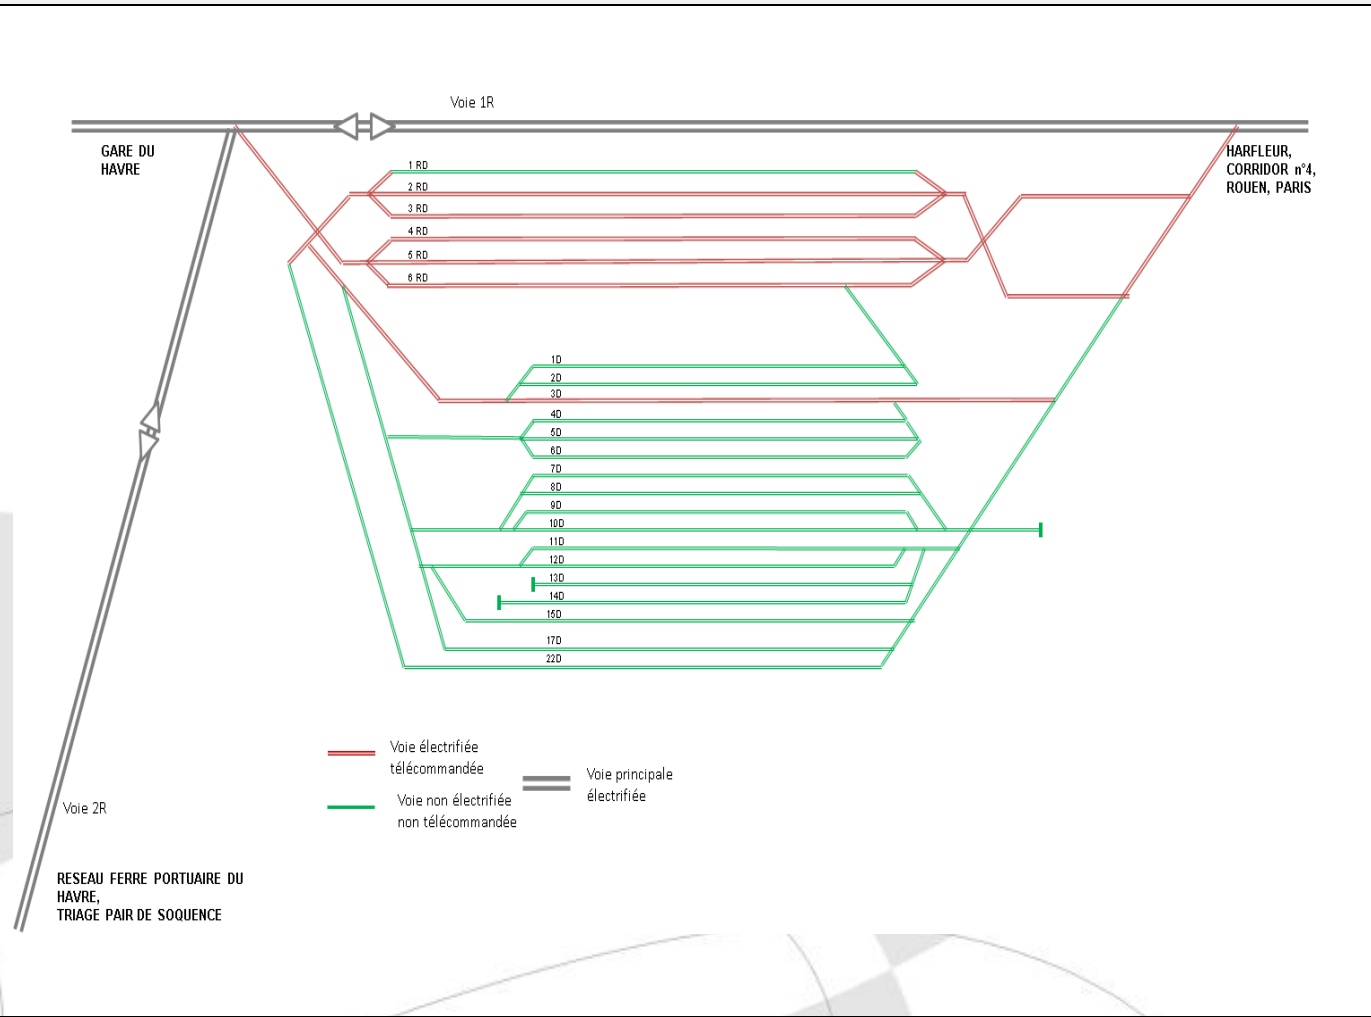 Voie 1R
GARE DU
HAVRE
HARFLEUR,
CORRIDOR n°4,
ROUEN, PARIS
1 RD
2 RD
3 RD
4 RD
5 RD
6 RD
1D
2D
3D
4D
5D
6D
7D
8D
9D
10D
11D
12D
13D
14D
15D
17D
22D
Voie électrifiée
télécommandée
Voie principale
électrifiée
Voie non électrifiée
non télécommandée
Voie 2R
RESEAU FERRE PORTUAIRE DU
HAVRE,
TRIAGE PAIR DE SOQUENCE